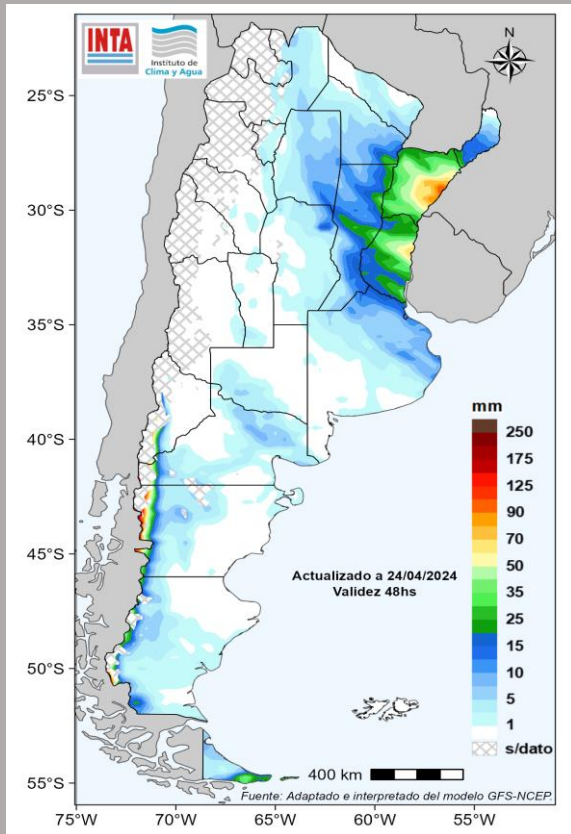 INTA
Instituto de
Clima y Agua
N
25°S
30°S
35°S
40°S
45°S
50°S
55°S
mm
250
175
125
90
70
50
35
25
15
10
5
1
s/dato
Actualizado a 24/04/2024
Validez 48hs
400 km
Fuente: Adaptado e interpretado del modelo GFS-NCEP.
75°W
70°W
65°W
60°W
55°W